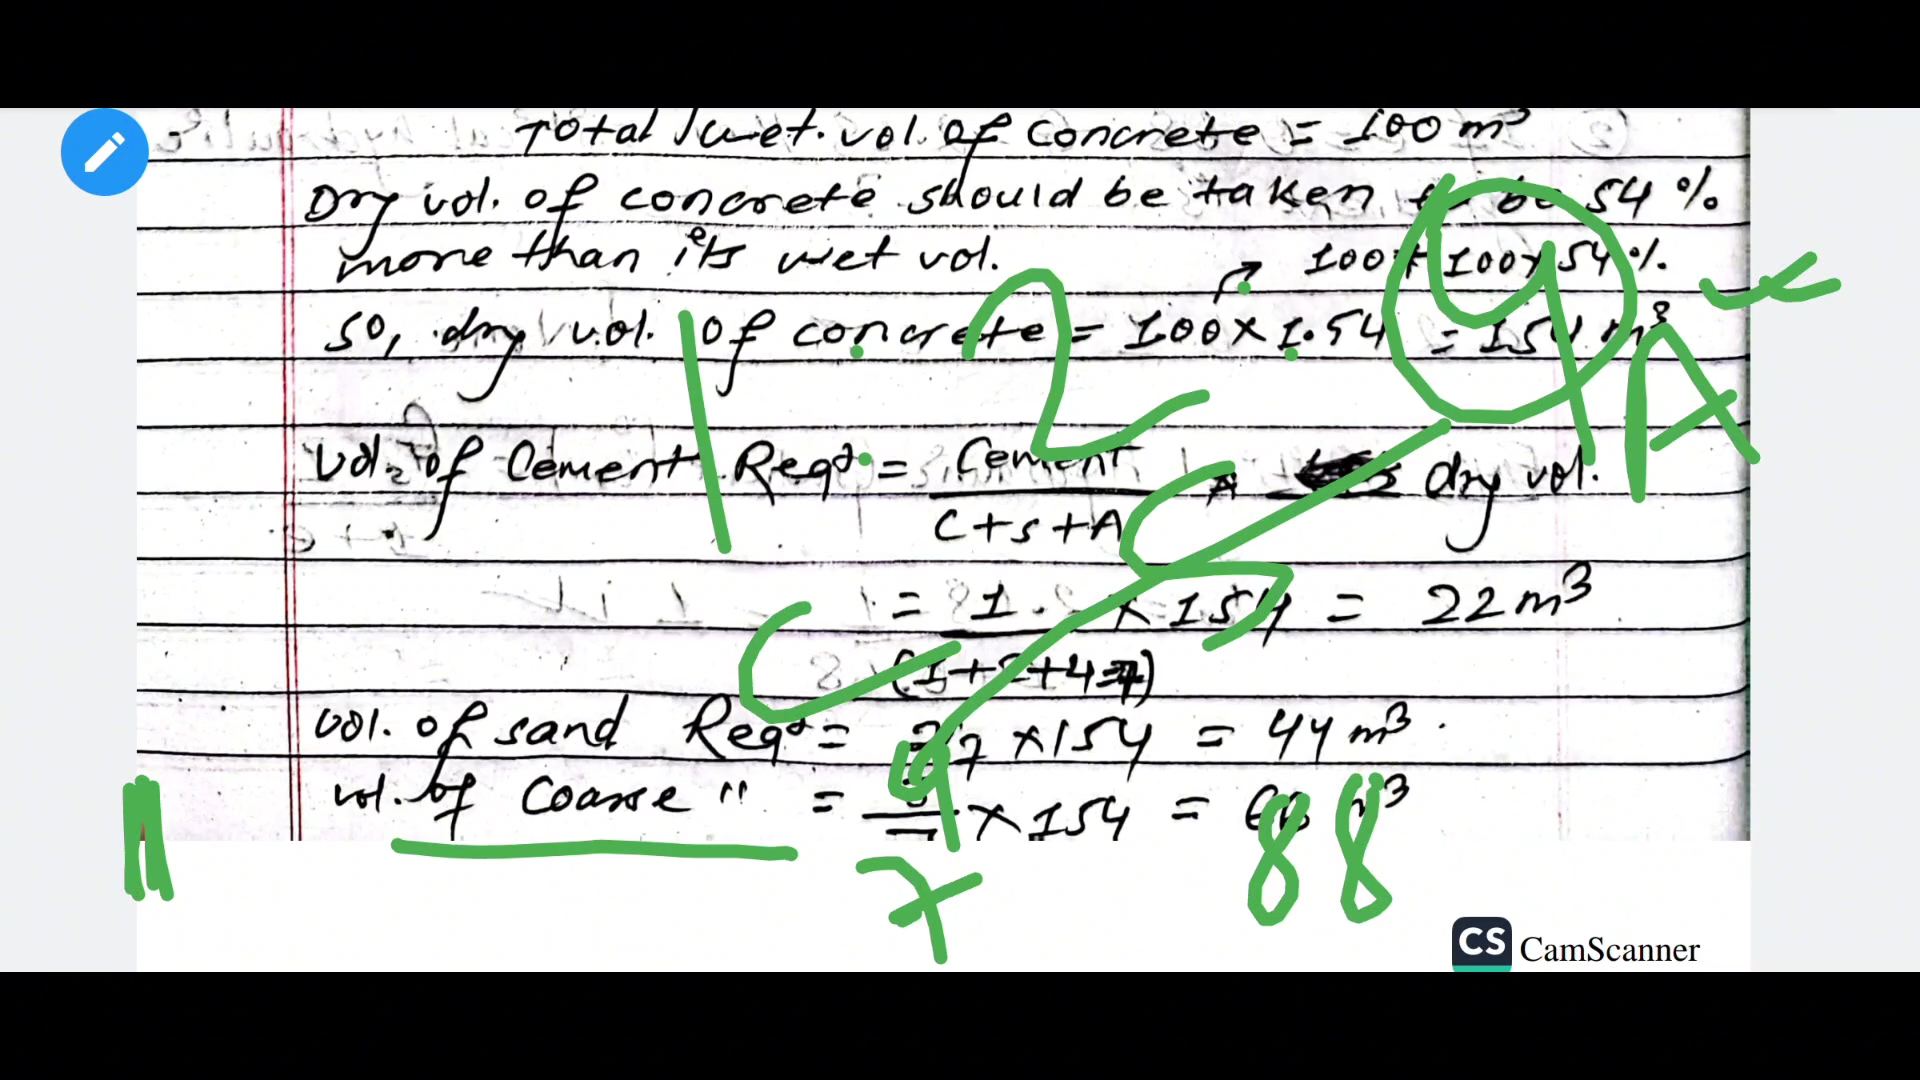 Total wet. vol. of concrete = 100 m³
Dry vol. of concrete should be taken to be 54 %
more than its wet vol. 100 + 100 x 54 %.
So, dry vol. of concrete = 100 x 1.54 = 154 m³
Vol. of Cement Reqd = Cement / C+S+A x dry vol.
= 1 / (1+2+4=7) x 154 = 22 m³
vol. of sand Reqd = 2/7 x 154 = 44 m³.
vol. of Coarse " = x 154 = m³
1 2 4 A
C S
4
7 88
CS CamScanner